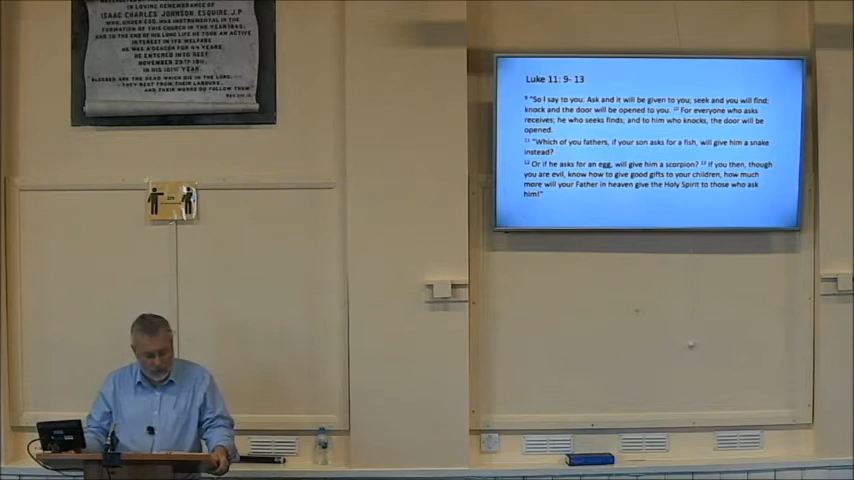 IN LOVING REMEMBRANCE OF
ISAAC CHARLES JOHNSON ESQUIRE J.P
WHO, UNDER GOD, WAS INSTRUMENTAL IN THE
FORMATION OF THIS CHURCH IN THE YEAR
AND TO THE END OF HIS LONG LIFE HE TOOK AN ACTIVE
INTEREST IN ITS WELFARE
HE WAS A DEACON FOR YEARS
HE ENTERED INTO REST
NOVEMBER 29TH 1911,
IN HIS 101ST YEAR.
BLESSED ARE THE DEAD WHICH DIE IN THE LORD
THEY REST FROM THEIR LABOURS
AND THEIR WORKS DO FOLLOW THEM
Luke 11: 9- 13
9 "So I say to you: Ask and it will be given to you; seek and you will find;
knock and the door will be opened to you. 10 For everyone who asks
receives; he who seeks finds; and to him who knocks, the door will be
opened.
11 "Which of you fathers, if your son asks for a fish, will give him a snake
instead?
12 Or if he asks for an egg, will give him a scorpion? 13 If you then, though
you are evil, know how to give good gifts to your children, how much
more will your Father in heaven give the Holy Spirit to those who ask
him!"